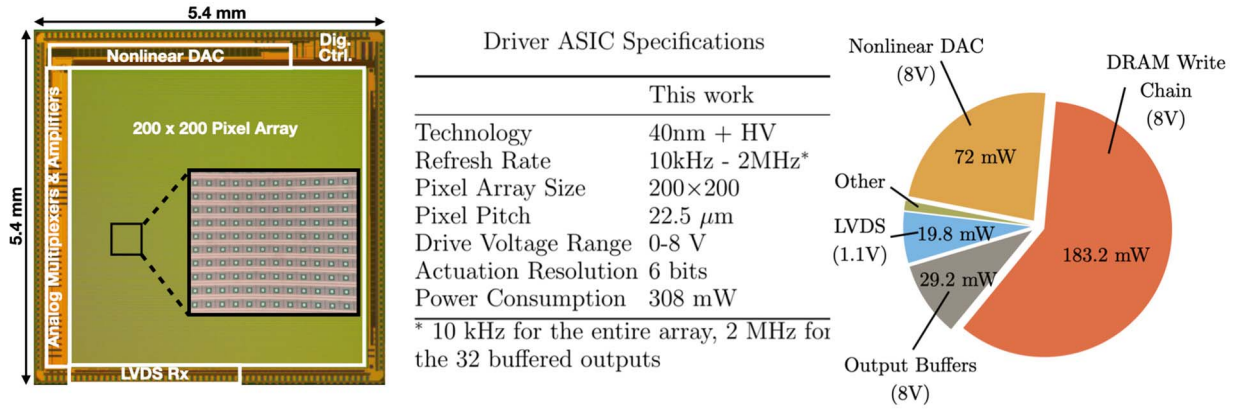 5.4 mm
5.4 mm
Nonlinear DAC
Dig.
Ctrl.
Analog Multiplexers & Amplifiers
200 x 200 Pixel Array
LVDS Rx
Driver ASIC Specifications
This work
Technology 40nm + HV
Refresh Rate 10kHz - 2MHz*
Pixel Array Size 200×200
Pixel Pitch 22.5 μm
Drive Voltage Range 0-8 V
Actuation Resolution 6 bits
Power Consumption 308 mW
* 10 kHz for the entire array, 2 MHz for
the 32 buffered outputs
Nonlinear DAC
(8V)
DRAM Write
Chain
(8V)
72 mW
Other
LVDS
(1.1V)
19.8 mW
183.2 mW
29.2 mW
Output Buffers
(8V)